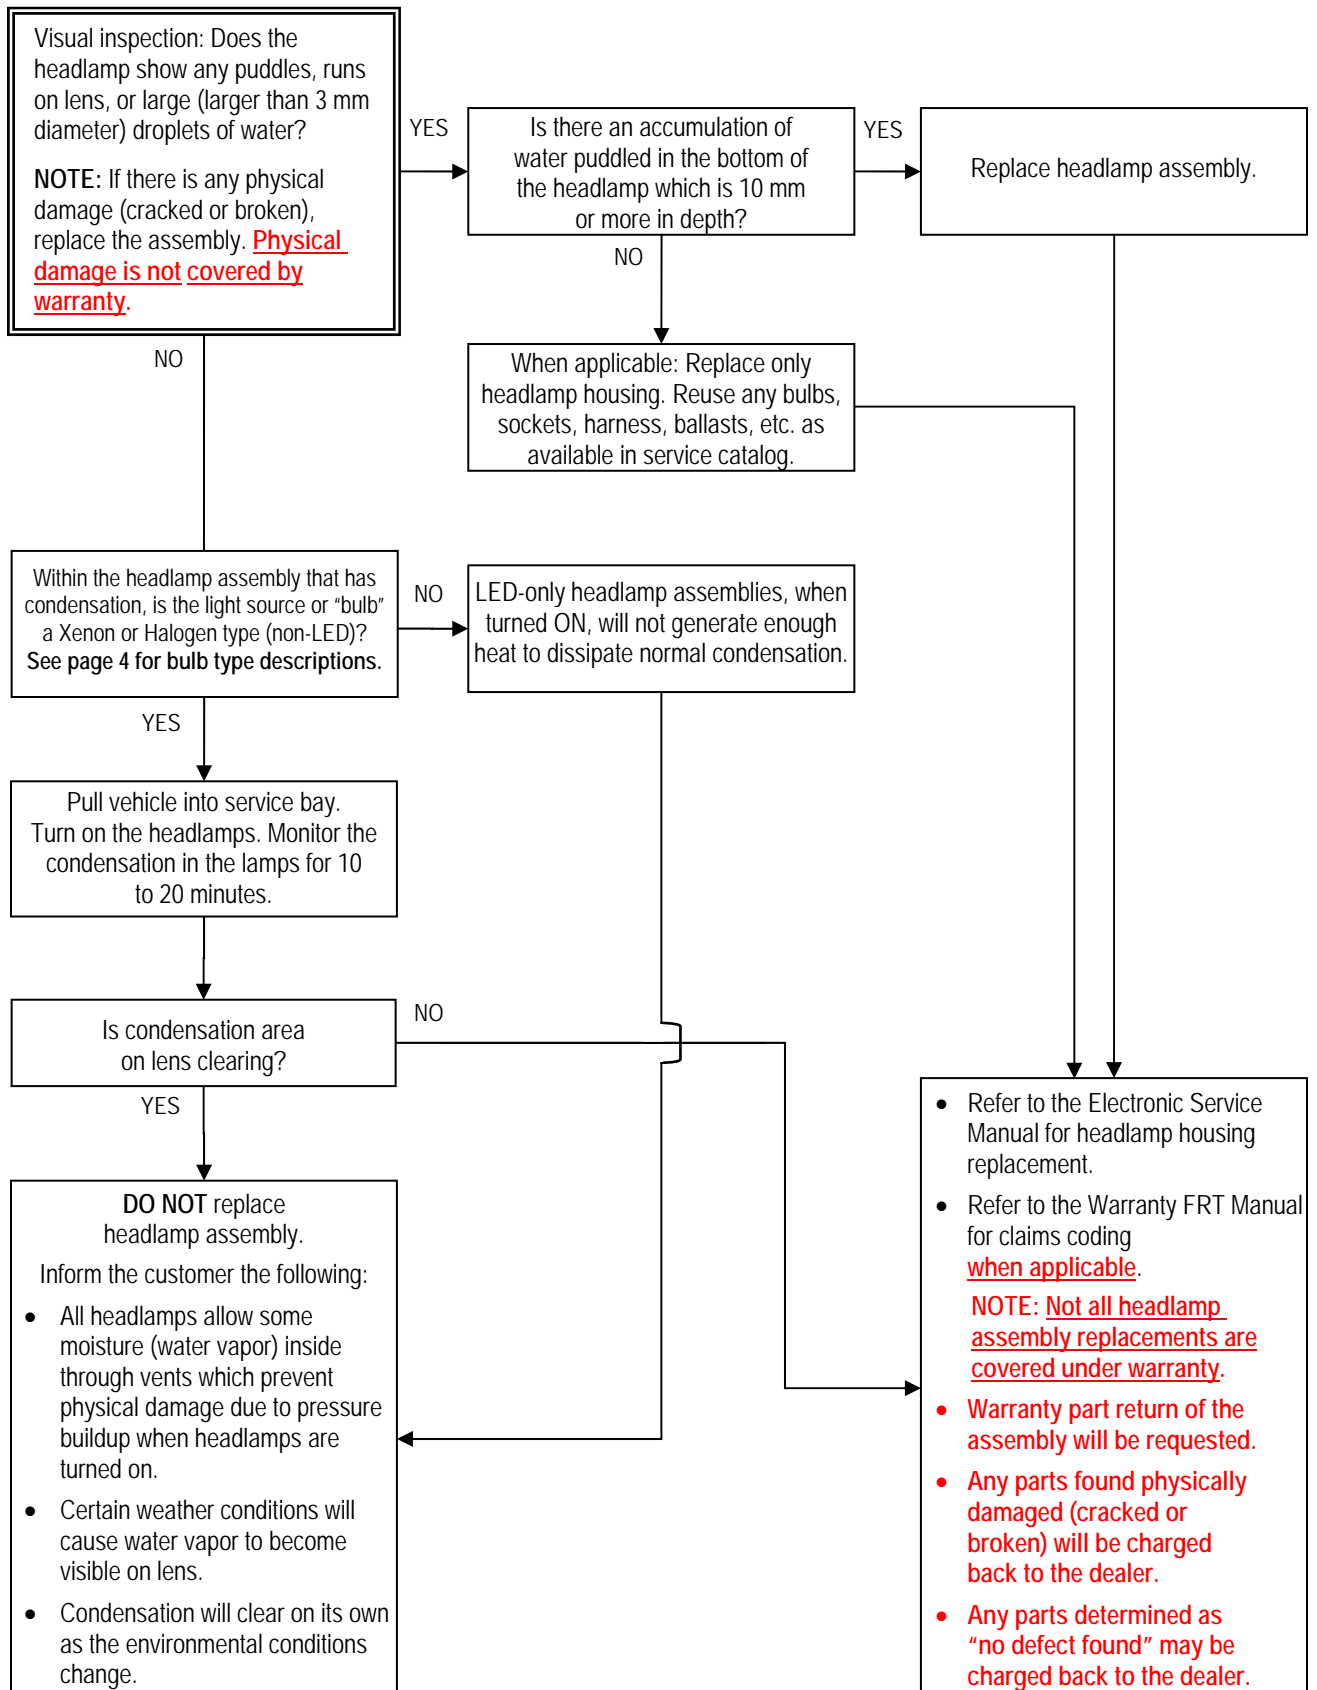 Visual inspection: Does the
headlamp show any puddles, runs
on lens, or large (larger than 3 mm
diameter) droplets of water?
NOTE: If there is any physical
damage (cracked or broken),
replace the assembly. Physical
damage is not covered by
warranty.
YES
Is there an accumulation of
water puddled in the bottom of
the headlamp which is 10 mm
or more in depth?
YES
Replace headlamp assembly.
NO
NO
When applicable: Replace only
headlamp housing. Reuse any bulbs,
sockets, harness, ballasts, etc. as
available in service catalog.
Within the headlamp assembly that has
condensation, is the light source or “bulb”
a Xenon or Halogen type (non-LED)?
See page 4 for bulb type descriptions.
NO
LED-only headlamp assemblies, when
turned ON, will not generate enough
heat to dissipate normal condensation.
YES
Pull vehicle into service bay.
Turn on the headlamps. Monitor the
condensation in the lamps for 10
to 20 minutes.
Is condensation area
on lens clearing?
NO
YES
DO NOT replace
headlamp assembly.
Inform the customer the following:
• All headlamps allow some
moisture (water vapor) inside
through vents which prevent
physical damage due to pressure
buildup when headlamps are
turned on.
• Certain weather conditions will
cause water vapor to become
visible on lens.
• Condensation will clear on its own
as the environmental conditions
change.
• Refer to the Electronic Service
Manual for headlamp housing
replacement.
• Refer to the Warranty FRT Manual
for claims coding
when applicable.
NOTE: Not all headlamp
assembly replacements are
covered under warranty.
• Warranty part return of the
assembly will be requested.
• Any parts found physically
damaged (cracked or
broken) will be charged
back to the dealer.
• Any parts determined as
“no defect found” may be
charged back to the dealer.